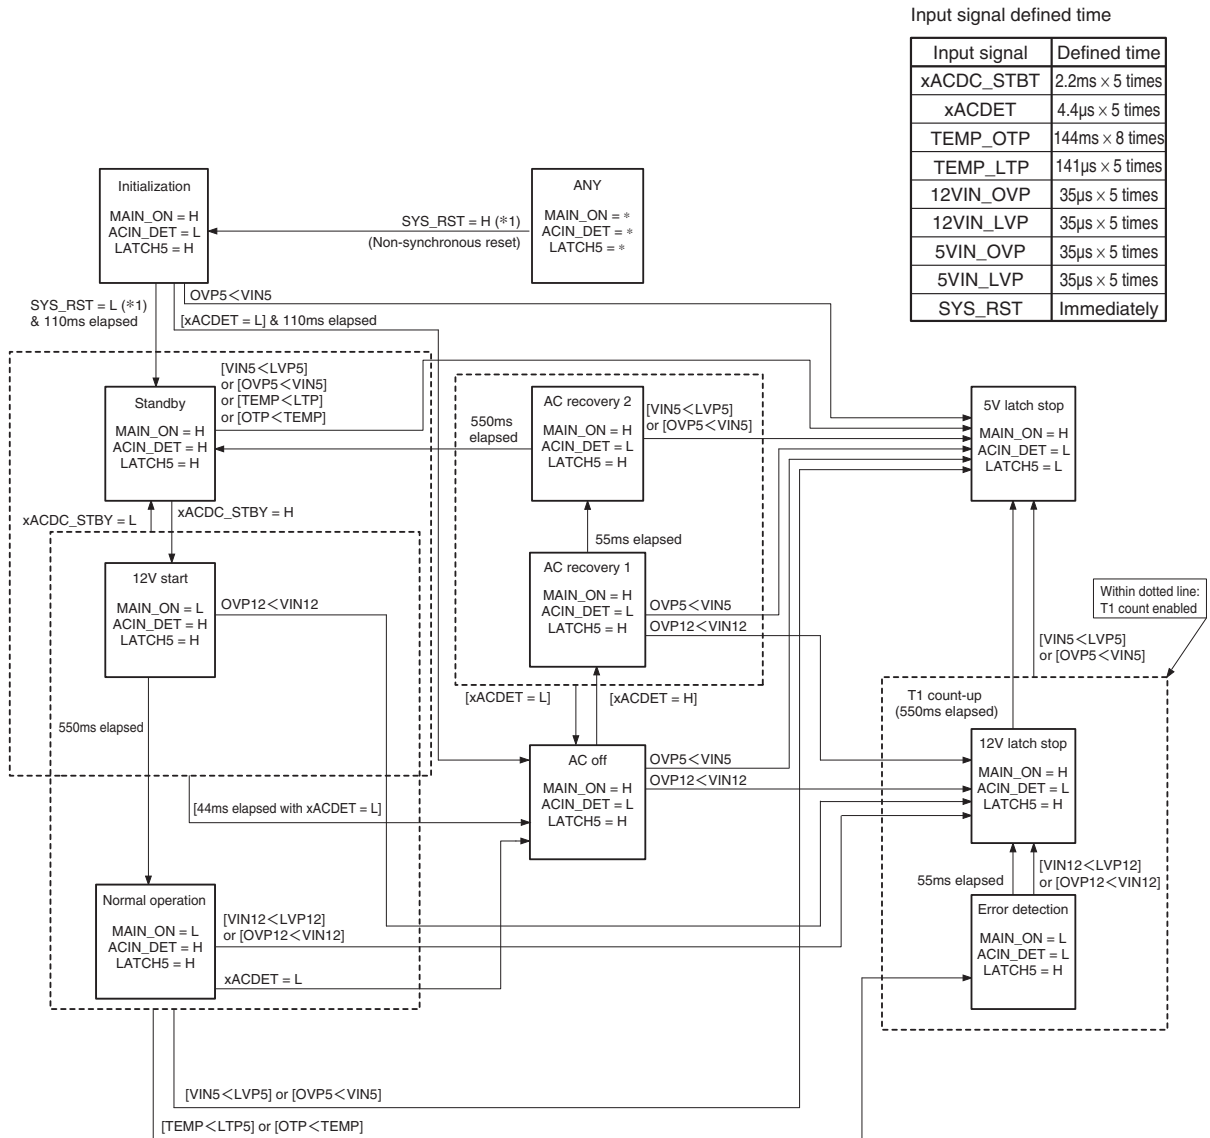 Input signal defined time
Input signal Defined time
xACDC_STBT 2.2ms × 5 times
xACDET 4.4μs × 5 times
TEMP_OTP 144ms × 8 times
TEMP_LTP 141μs × 5 times
12VIN_OVP 35μs × 5 times
12VIN_LVP 35μs × 5 times
5VIN_OVP 35μs × 5 times
5VIN_LVP 35μs × 5 times
SYS_RST Immediately
Initialization
MAIN_ON = H
ACIN_DET = L
LATCH5 = H
SYS_RST = H (*1)
(Non-synchronous reset)
ANY
MAIN_ON = *
ACIN_DET = *
LATCH5 = *
OVP5<VIN5
SYS_RST = L (*1)
& 110ms elapsed
[xACDET = L] & 110ms elapsed
[VIN5<LVP5]
or [OVP5<VIN5]
or [TEMP<LTP]
or [OTP<TEMP]
Standby
MAIN_ON = H
ACIN_DET = H
LATCH5 = H
550ms
elapsed
AC recovery 2
MAIN_ON = H
ACIN_DET = L
LATCH5 = H
[VIN5<LVP5]
or [OVP5<VIN5]
5V latch stop
MAIN_ON = H
ACIN_DET = L
LATCH5 = L
xACDC_STBY = L
xACDC_STBY = H
55ms elapsed
12V start
MAIN_ON = L
ACIN_DET = H
LATCH5 = H
OVP12<VIN12
AC recovery 1
MAIN_ON = H
ACIN_DET = L
LATCH5 = H
OVP5<VIN5
OVP12<VIN12
Within dotted line:
T1 count enabled
[VIN5<LVP5]
or [OVP5<VIN5]
[xACDET = L]
[xACDET = H]
T1 count-up
(550ms elapsed)
550ms elapsed
AC off
MAIN_ON = H
ACIN_DET = L
LATCH5 = H
OVP5<VIN5
OVP12<VIN12
12V latch stop
MAIN_ON = H
ACIN_DET = L
LATCH5 = H
[44ms elapsed with xACDET = L]
55ms elapsed
[VIN12<LVP12]
or [OVP12<VIN12]
Normal operation
MAIN_ON = L
ACIN_DET = H
LATCH5 = H
[VIN12<LVP12]
or [OVP12<VIN12]
xACDET = L
Error detection
MAIN_ON = L
ACIN_DET = L
LATCH5 = H
[VIN5<LVP5] or [OVP5<VIN5]
[TEMP<LTP5] or [OTP<TEMP]